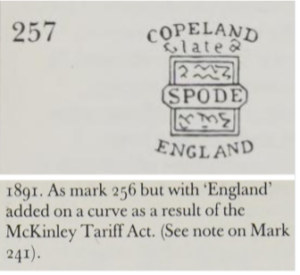 257
COPELAND
late
SPODE
ENGLAND
1891. As mark 256 but with ‘England’
added on a curve as a result of the
McKinley Tariff Act. (See note on Mark
241).